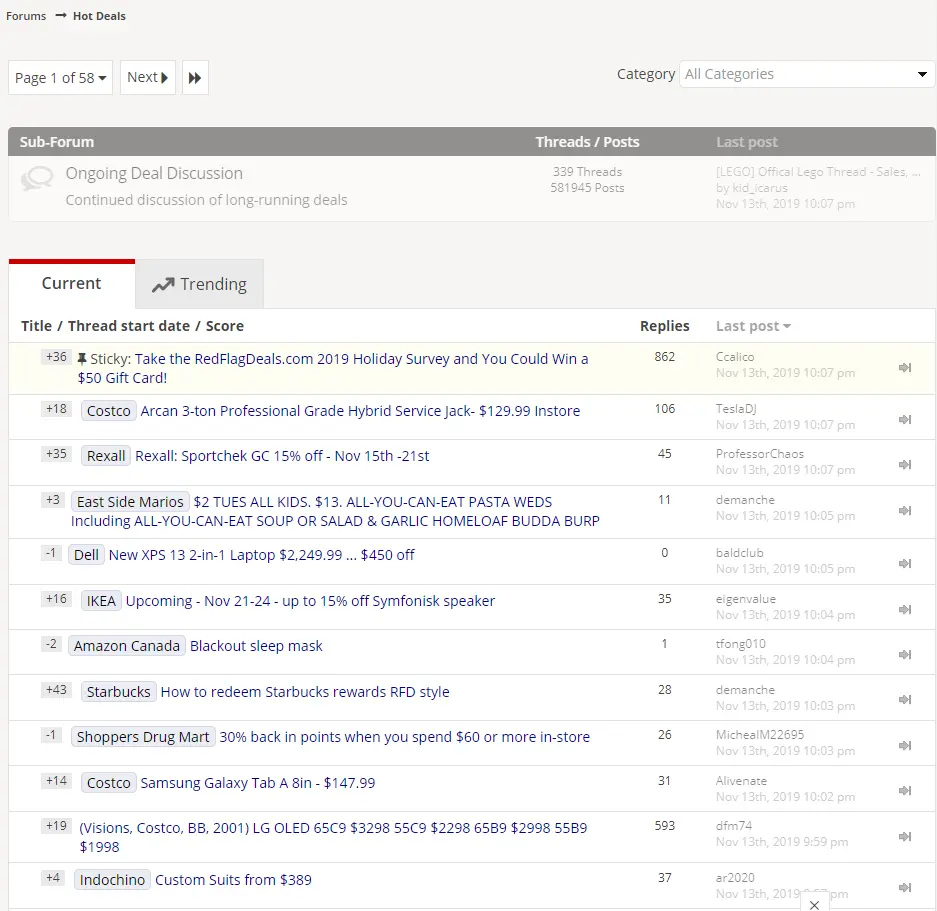 Forums → Hot Deals
Page 1 of 58 Next
Category All Categories
Sub-Forum Threads / Posts Last post
Ongoing Deal Discussion 339 Threads [LEGO] Offical Lego Thread - Sales, ...
581945 Posts by kid_icarus
Continued discussion of long-running deals Nov 13th, 2019 10:07 pm
Current Trending
Title / Thread start date / Score Replies Last post
+36 Sticky: Take the RedFlagDeals.com 2019 Holiday Survey and You Could Win a 862 Ccalico
$50 Gift Card! Nov 13th, 2019 10:07 pm
+18 Costco Arcan 3-ton Professional Grade Hybrid Service Jack- $129.99 Instore 106 TeslaDJ
Nov 13th, 2019 10:07 pm
+35 Rexall Rexall: Sportchek GC 15% off - Nov 15th -21st 45 ProfessorChaos
Nov 13th, 2019 10:07 pm
+3 East Side Marios $2 TUES ALL KIDS. $13. ALL-YOU-CAN-EAT PASTA WEDS 11 demanche
Including ALL-YOU-CAN-EAT SOUP OR SALAD & GARLIC HOMELOAF BUDDA BURP Nov 13th, 2019 10:05 pm
-1 Dell New XPS 13 2-in-1 Laptop $2,249.99 ... $450 off 0 baldclub
Nov 13th, 2019 10:05 pm
+16 IKEA Upcoming - Nov 21-24 - up to 15% off Symfonisk speaker 35 eigenvalue
Nov 13th, 2019 10:04 pm
-2 Amazon Canada Blackout sleep mask 1 tfong010
Nov 13th, 2019 10:04 pm
+43 Starbucks How to redeem Starbucks rewards RFD style 28 demanche
Nov 13th, 2019 10:03 pm
-1 Shoppers Drug Mart 30% back in points when you spend $60 or more in-store 26 MichealM22695
Nov 13th, 2019 10:03 pm
+14 Costco Samsung Galaxy Tab A 8in - $147.99 31 Alivenate
Nov 13th, 2019 10:02 pm
+19 (Visions, Costco, BB, 2001) LG OLED 65C9 $3298 55C9 $2298 65B9 $2998 55B9 593 dfm74
$1998 Nov 13th, 2019 9:59 pm
+4 Indochino Custom Suits from $389 37 ar2020
Nov 13th, 2019 pm